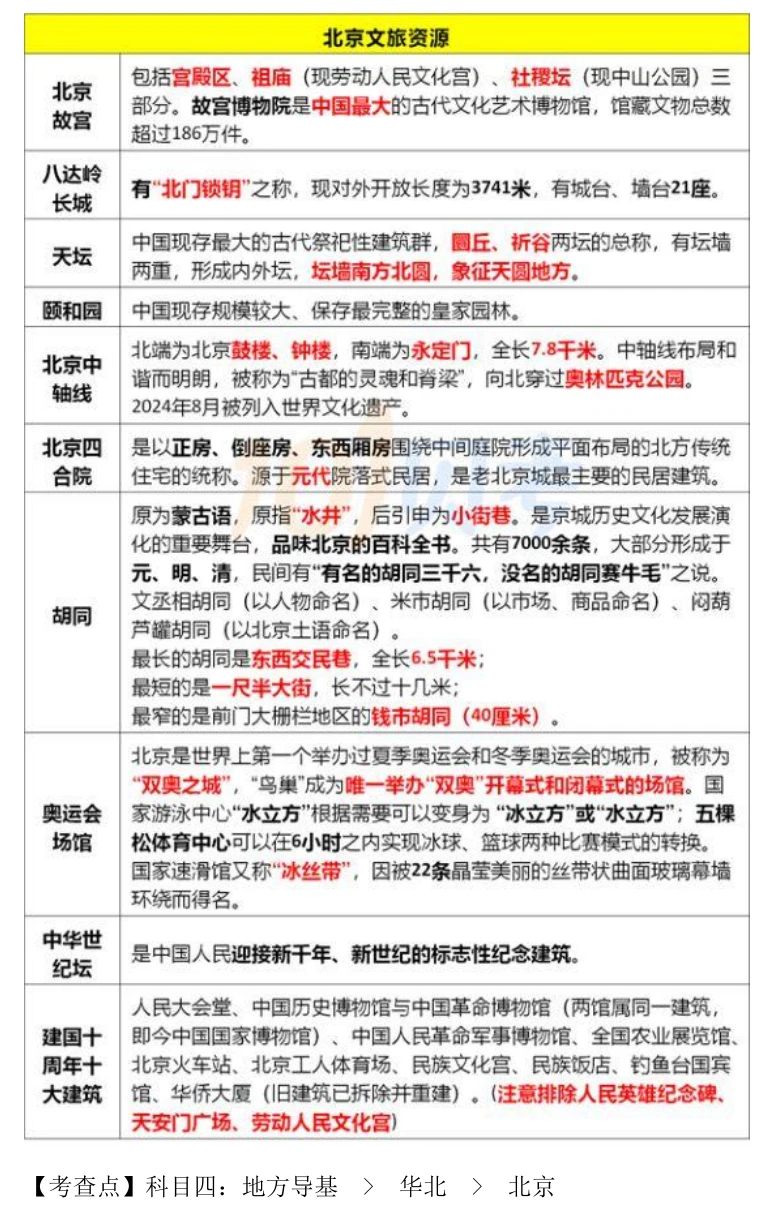 北京文旅资源
北京
故宫
包括宫殿区、祖庙（现劳动人民文化宫）、社稷坛（现中山公园）三
部分。故宫博物院是中国最大的古代文化艺术博物馆，馆藏文物总数
超过186万件。
八达岭
长城
有“北门锁钥”之称，现对外开放长度为3741米，有城台、墙台21座。
天坛
中国现存最大的古代祭祀性建筑群，圜丘、祈谷两坛的总称，有坛墙
两重，形成内外坛，坛墙南方北圆，象征天圆地方。
颐和园
中国现存规模较大、保存最完整的皇家园林。
北京中
轴线
北端为北京鼓楼、钟楼，南端为永定门，全长7.8千米。中轴线布局和
谐而明朗，被称为“古都的灵魂和脊梁”，向北穿过奥林匹克公园。
2024年8月被列入世界文化遗产。
北京四
合院
是以正房、倒座房、东西厢房围绕中间庭院形成平面布局的北方传统
住宅的统称。源于元代院落式民居，是老北京城最主要的民居建筑。
胡同
原为蒙古语，原指“水井”，后引申为小街巷。是京城历史文化发展演
化的重要舞台，品味北京的百科全书。共有7000余条，大部分形成于
元、明、清，民间有“有名的胡同三千六，没名的胡同赛牛毛”之说。
文丞相胡同（以人物命名）、米市胡同（以市场、商品命名）、闷葫
芦罐胡同（以北京土语命名）。
最长的胡同是东西交民巷，全长6.5千米；
最短的是一尺半大街，长不过十几米；
最窄的是前门大栅栏地区的钱市胡同（40厘米）。
奥运会
场馆
北京是世界上第一个举办过夏季奥运会和冬季奥运会的城市，被称为
“双奥之城”，“鸟巢”成为唯一举办“双奥”开幕式和闭幕式的场馆。国
家游泳中心“水立方”根据需要可以变身为 “冰立方”或“水立方”；五棵
松体育中心可以在6小时之内实现冰球、篮球两种比赛模式的转换。
国家速滑馆又称“冰丝带”，因被22条晶莹美丽的丝带状曲面玻璃幕墙
环绕而得名。
中华世
纪坛
是中国人民迎接新千年、新世纪的标志性纪念建筑。
建国十
周年十
大建筑
人民大会堂、中国历史博物馆与中国革命博物馆（两馆属同一建筑，
即今中国国家博物馆）、中国人民革命军事博物馆、全国农业展览馆、
北京火车站、北京工人体育场、民族文化宫、民族饭店、钓鱼台国宾
馆、华侨大厦（旧建筑已拆除并重建）。(注意排除人民英雄纪念碑、
天安门广场、劳动人民文化宫)
【考查点】科目四：地方导基 > 华北 > 北京